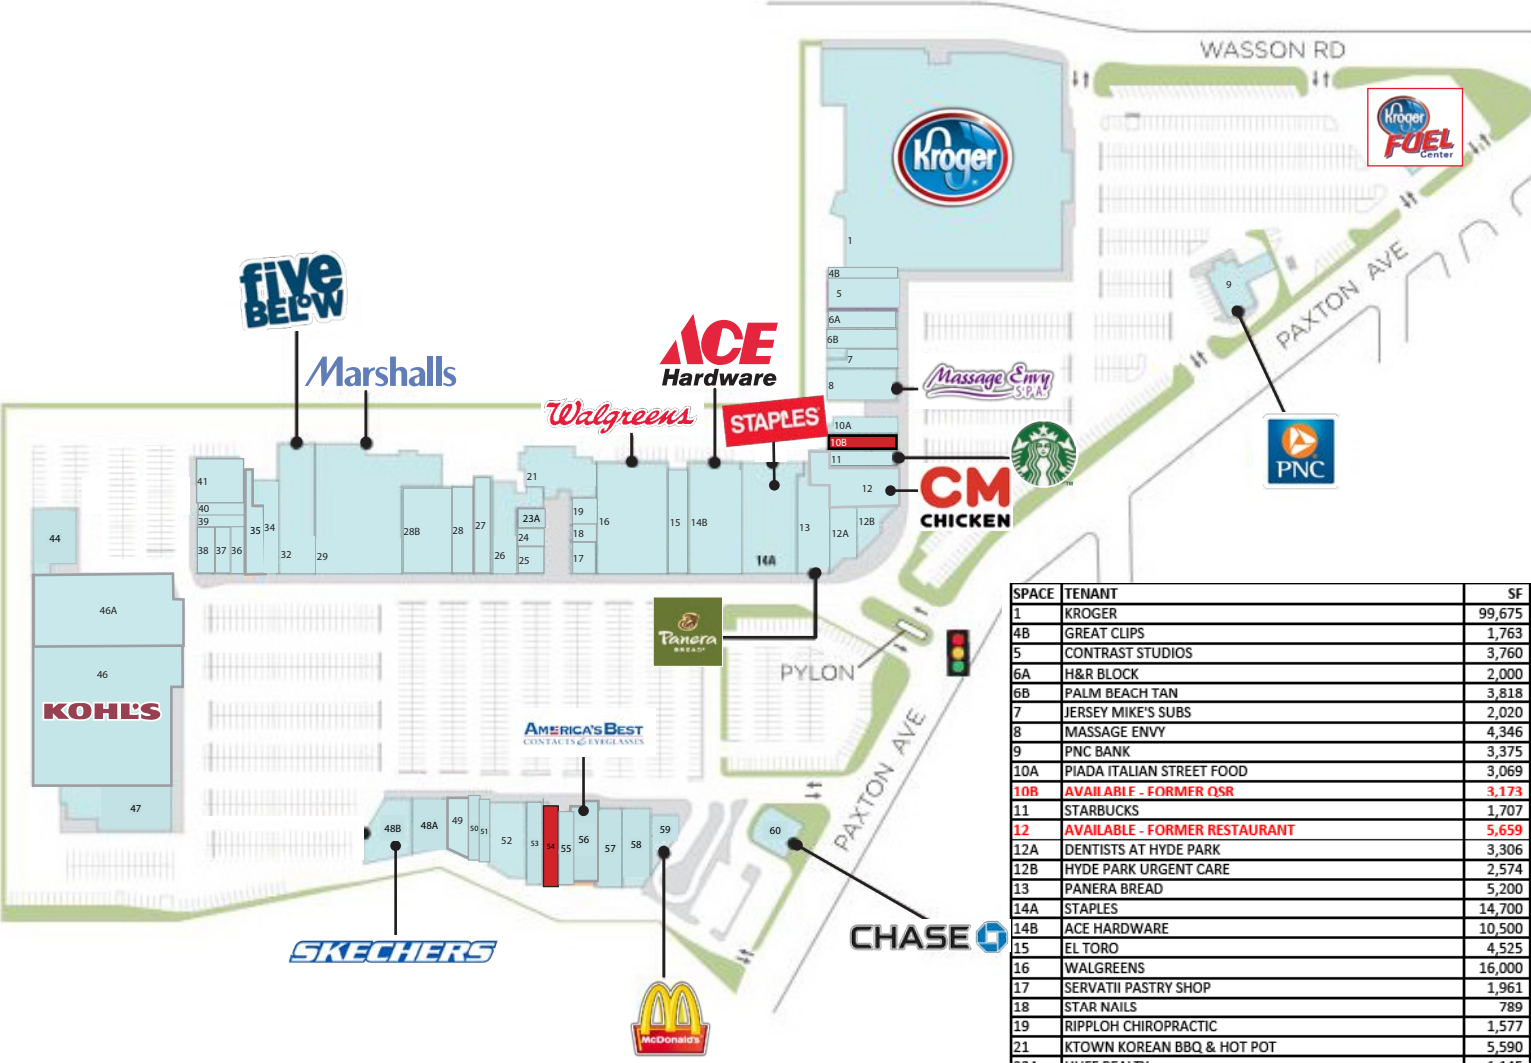 WASSON RD
Kroger
FUEL
Center
Kroger
1
4B
5
6A
6B
7
8
9
PAXTON AVE
five
BELOW
Marshalls
ACE
Hardware
Walgreens
STAPLES
Massage Envy
SPA
10A
10B
11
PNC
CM
CHICKEN
12
12A
12B
13
14A
14B
15
16
17
18
19
21
23A
24
25
26
27
28
28B
29
32
34
35
36
37
38
39
40
41
44
46A
46
KOHL'S
47
Panera
BREAD
PYLON
PAXTON AVE
AMERICA'S BEST
CONTACTS & EYEGLASSES
48B
48A
49
50
51
52
53
54
55
56
57
58
59
60
SKECHERS
McDonald's
CHASE
SPACE TENANT SF
1 KROGER 99,675
4B GREAT CLIPS 1,763
5 CONTRAST STUDIOS 3,760
6A H&R BLOCK 2,000
6B PALM BEACH TAN 3,818
7 JERSEY MIKE'S SUBS 2,020
8 MASSAGE ENVY 4,346
9 PNC BANK 3,375
10A PIADA ITALIAN STREET FOOD 3,069
10B AVAILABLE - FORMER QSR 3,173
11 STARBUCKS 1,707
12 AVAILABLE - FORMER RESTAURANT 5,659
12A DENTISTS AT HYDE PARK 3,306
12B HYDE PARK URGENT CARE 2,574
13 PANERA BREAD 5,200
14A STAPLES 14,700
14B ACE HARDWARE 10,500
15 EL TORO 4,525
16 WALGREENS 16,000
17 SERVATII PASTRY SHOP 1,961
18 STAR NAILS 789
19 RIPPLOH CHIROPRACTIC 1,577
21 KTOWN KOREAN BBQ & HOT POT 5,590